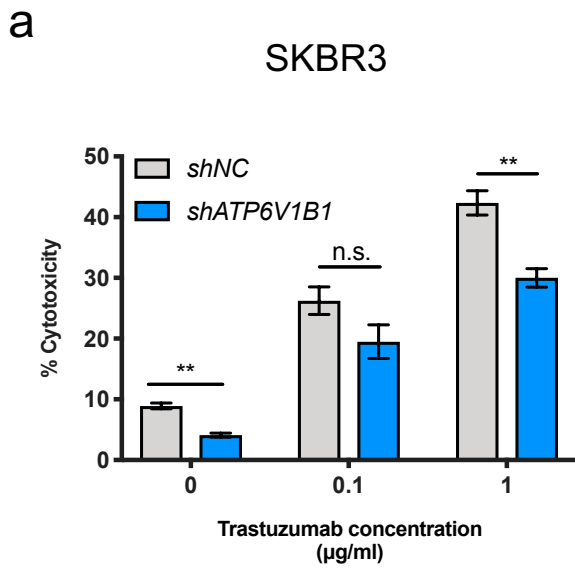 a
SKBR3
shNC
shATP6V1B1
50
40
30
20
10
0
% Cytotoxicity
**
n.s.
**
0
0.1
1
Trastuzumab concentration
(µg/ml)